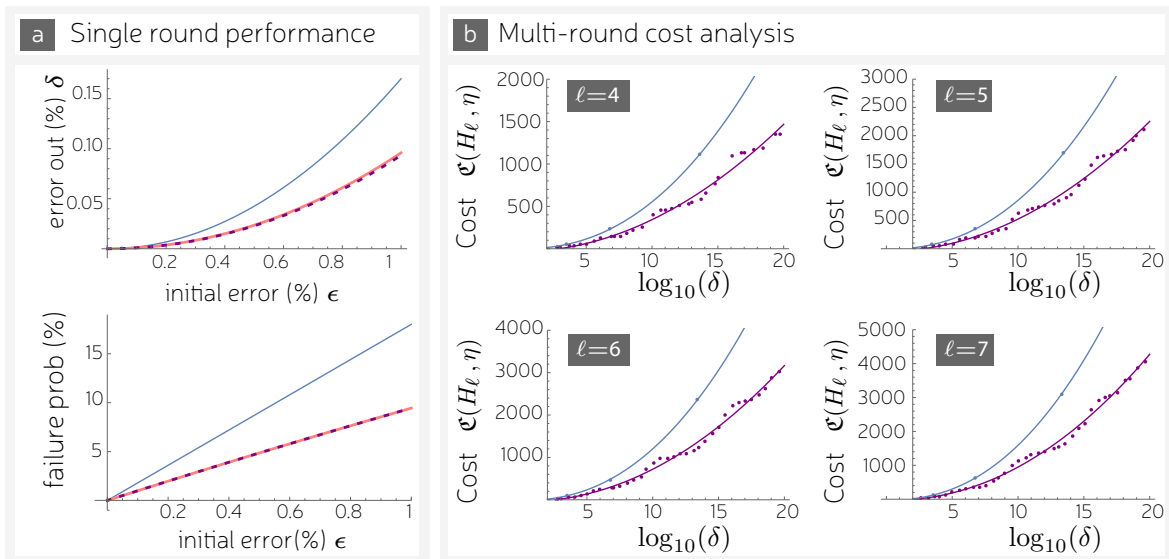 a Single round performance
error out (%) δ
0.15
0.10
0.05
0.2 0.4 0.6 0.8 1
initial error (%) ϵ
failure prob (%)
15
10
5
0.2 0.4 0.6 0.8 1
initial error(%) ϵ
b Multi-round cost analysis
ℓ=4
Cost ℭ(H_ℓ, η)
2000
1500
1000
500
5 10 15 20
log₁₀(δ)
ℓ=5
Cost ℭ(H_ℓ, η)
3000
2500
2000
1500
1000
500
5 10 15 20
log₁₀(δ)
ℓ=6
Cost ℭ(H_ℓ, η)
4000
3000
2000
1000
5 10 15 20
log₁₀(δ)
ℓ=7
Cost ℭ(H_ℓ, η)
5000
4000
3000
2000
1000
5 10 15 20
log₁₀(δ)